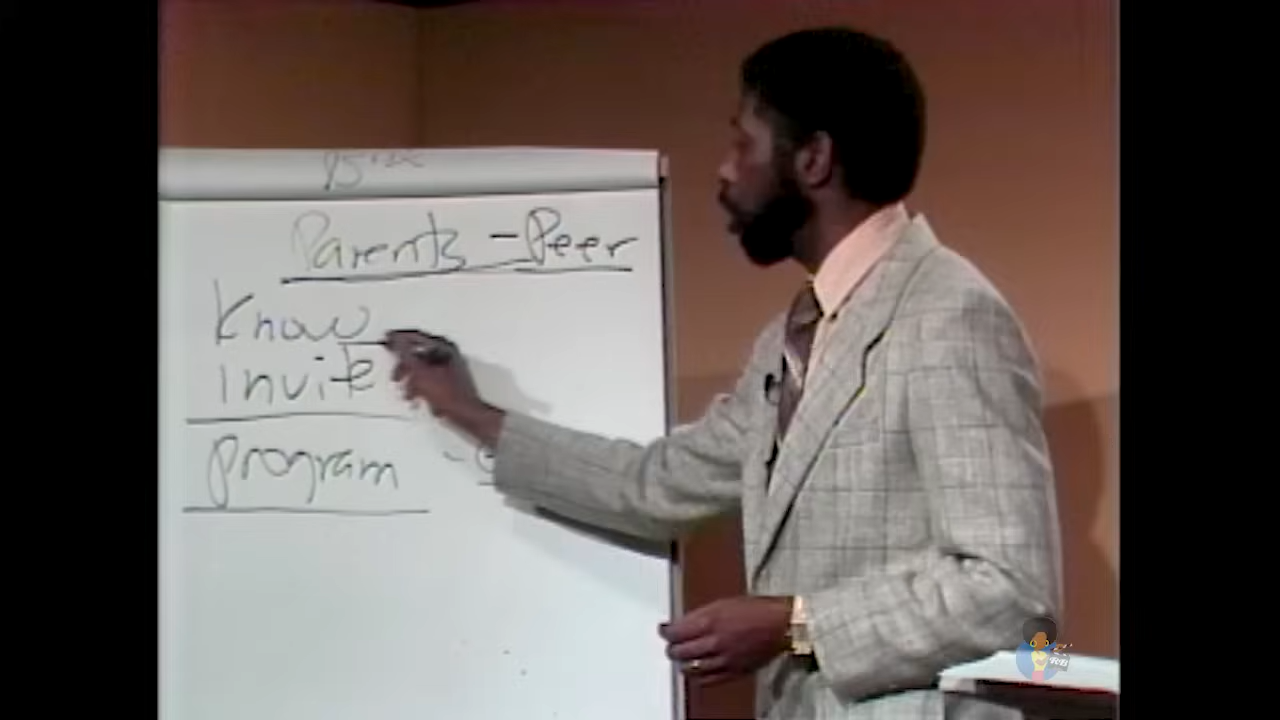 Parents - Peer
Know
invite
program -